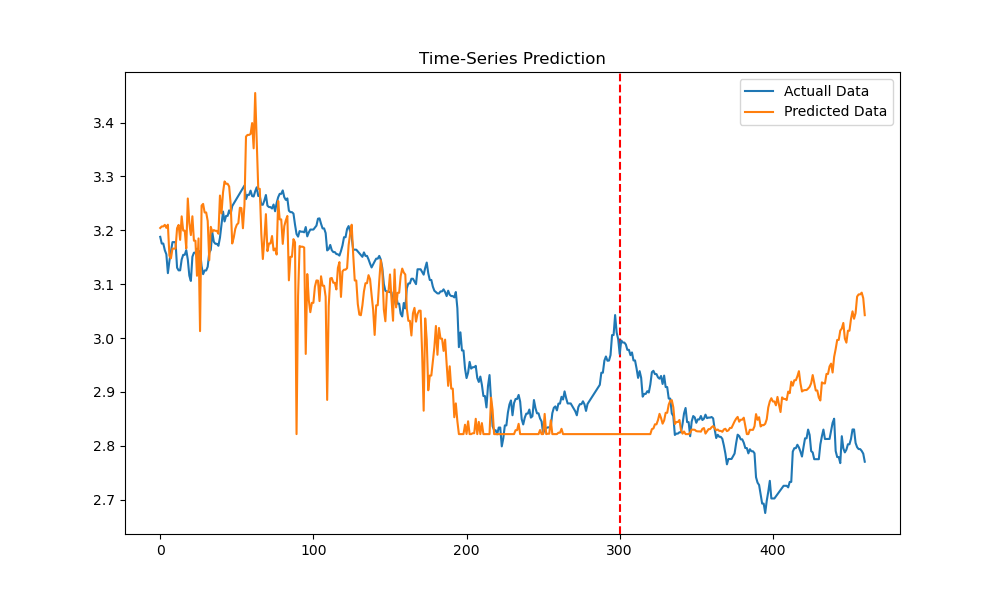 Time-Series Prediction
Actuall Data
Predicted Data
3.4
3.3
3.2
3.1
3.0
2.9
2.8
2.7
0 100 200 300 400